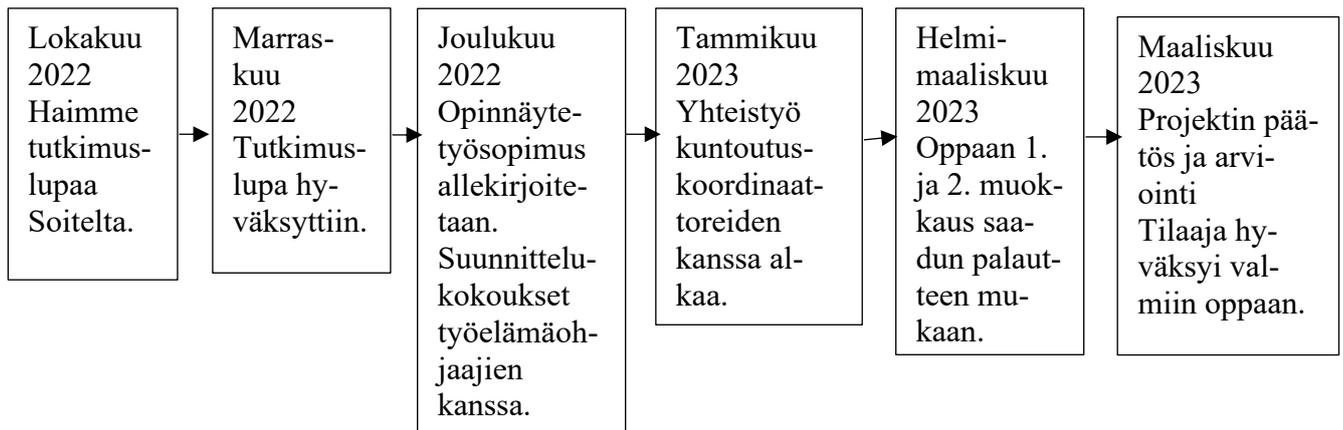 Lokakuu
2022
Haimme
tutkimus-
lupaa
Soitelta.
Marras-
kuu
2022
Tutkimus-
lupa hy-
väksyttiin.
Joulukuu
2022
Opinnäyte-
työsopimus
allekirjoite-
taan.
Suunnittelu-
kokoukset
työelämäoh-
jaajien
kanssa.
Tammikuu
2023
Yhteistyö
kuntoutus-
koordinaat-
toreiden
kanssa al-
kaa.
Helmi-
maaliskuu
2023
Oppaan 1.
ja 2. muok-
kaus saa-
dun palaut-
teen mu-
kaan.
Maaliskuu
2023
Projektin pää-
tös ja arvi-
ointi
Tilaaja hy-
väksyi val-
miin oppaan.